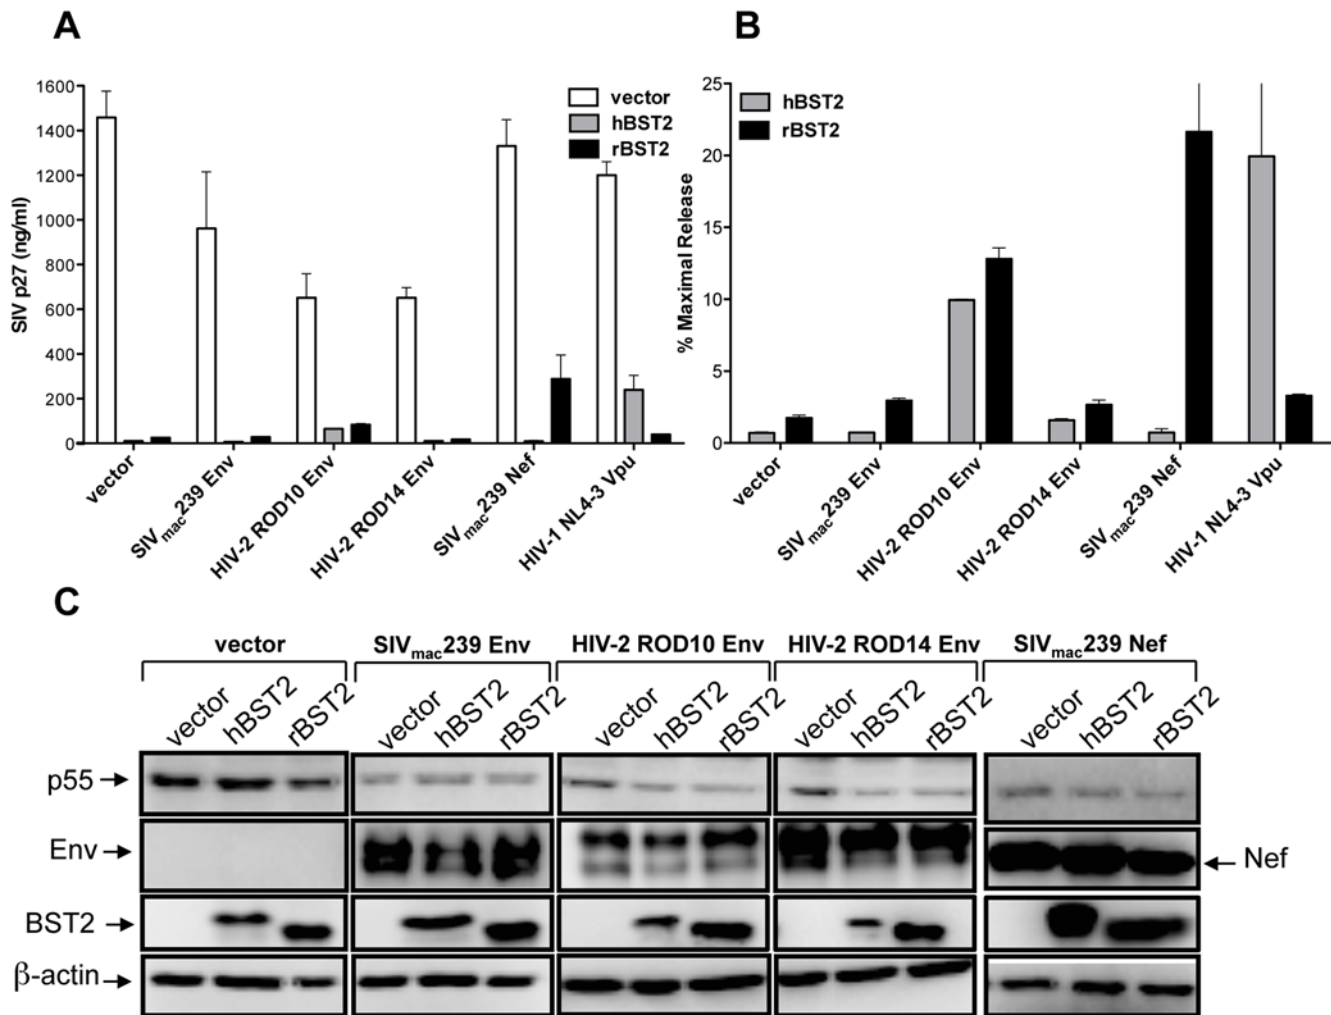 A
1600
1400
1200
1000
800
600
400
200
0
SIV p27 (ng/ml)
vector
hBST2
rBST2
vector
SIVmac239 Env
HIV-2 ROD10 Env
HIV-2 ROD14 Env
SIVmac239 Nef
HIV-1 NL4-3 Vpu
B
25
20
15
10
5
0
% Maximal Release
hBST2
rBST2
vector
SIVmac239 Env
HIV-2 ROD10 Env
HIV-2 ROD14 Env
SIVmac239 Nef
HIV-1 NL4-3 Vpu
C
vector SIVmac239 Env HIV-2 ROD10 Env HIV-2 ROD14 Env SIVmac239 Nef
vector hBST2 rBST2 vector hBST2 rBST2 vector hBST2 rBST2 vector hBST2 rBST2 vector hBST2 rBST2
p55
Env
Nef
BST2
β-actin